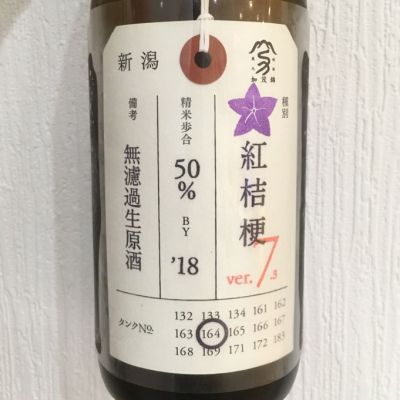 加茂錦
新潟
種別
紅桔梗
ver.7.3
精米歩合
50%
BY
'18
備考
無濾過生原酒
タンクNo.
132 133 134 161 162
163 164 165 166 167
168 169 171 172 183